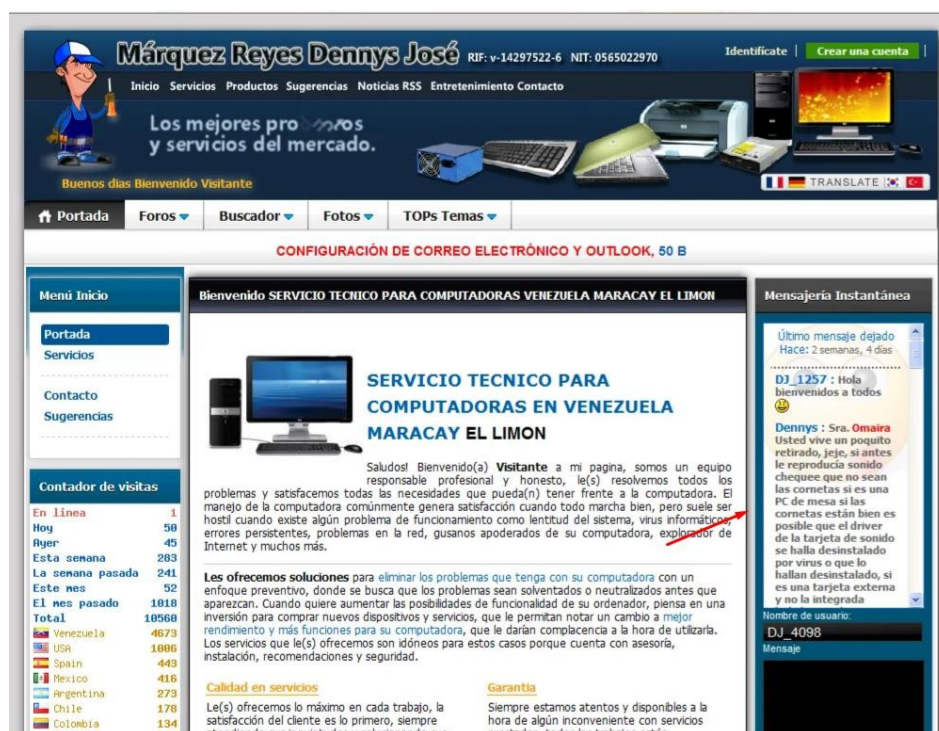 Márquez Reyes Dennys José RIF: v-14297522-6 NIT: 0565022970
Identifícate | Crear una cuenta |
Inicio Servicios Productos Sugerencias Noticias RSS Entretenimiento Contacto
Los mejores pro
y servicios del mercado.
Buenos días Bienvenido Visitante
TRANSLATE
Portada Foros Buscador Fotos TOPs Temas
CONFIGURACIÓN DE CORREO ELECTRÓNICO Y OUTLOOK, 50 B
Menú Inicio
Portada
Servicios
Contacto
Sugerencias
Contador de visitas
En línea 1
Hoy 50
Ayer 45
Esta semana 283
La semana pasada 241
Este mes 52
El mes pasado 1018
Total 10560
Venezuela 4673
USA 1006
Spain 443
Mexico 416
Argentina 273
Chile 178
Colombia 134
Bienvenido SERVICIO TECNICO PARA COMPUTADORAS VENEZUELA MARACAY EL LIMON
SERVICIO TECNICO PARA
COMPUTADORAS EN VENEZUELA
MARACAY EL LIMON
Saludos! Bienvenido(a) Visitante a mi pagina, somos un equipo
responsable profesional y honesto, le(s) resolvemos todos los
problemas y satisfacemos todas las necesidades que pueda(n) tener frente a la computadora. El
manejo de la computadora comúnmente genera satisfacción cuando todo marcha bien, pero suele ser
hostil cuando existe algún problema de funcionamiento como lentitud del sistema, virus informáticos,
errores persistentes, problemas en la red, gusanos apoderados de su computadora, explorador de
Internet y muchos más.
Les ofrecemos soluciones para eliminar los problemas que tenga con su computadora con un
enfoque preventivo, donde se busca que los problemas sean solventados o neutralizados antes que
aparezcan. Cuando quiere aumentar las posibilidades de funcionalidad de su ordenador, piensa en una
inversión para comprar nuevos dispositivos y servicios, que le permitan notar un cambio a mejor
rendimiento y más funciones para su computadora, que le darían complacencia a la hora de utilizarla.
Los servicios que le(s) ofrecemos son idóneos para estos casos porque cuenta con asesoría,
instalación, recomendaciones y seguridad.
Calidad en servicios
Le(s) ofrecemos lo máximo en cada trabajo, la
satisfacción del cliente es lo primero, siempre
Garantia
Siempre estamos atentos y disponibles a la
hora de algún inconveniente con servicios
Mensajería Instantánea
Último mensaje dejado
Hace: 2 semanas, 4 días
DJ_1257 : Hola
bienvenidos a todos
Dennys : Sra. Omaira
Usted vive un poquito
retirado, jeje, si antes
le reproducía sonido
chequee que no sean
las cornetas si es una
PC de mesa si las
cornetas están bien es
posible que el driver
de la tarjeta de sonido
se halla desinstalado
por virus o que lo
hallan desinstalado, si
es una tarjeta externa
y no la integrada
Nombre de usuario:
DJ_4098
Mensaje